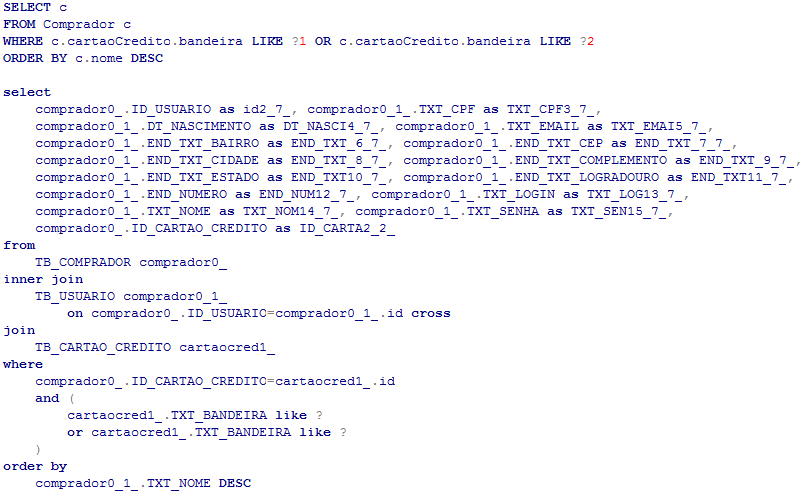 SELECT c
FROM Comprador c
WHERE c.cartaoCredito.bandeira LIKE ?1 OR c.cartaoCredito.bandeira LIKE ?2
ORDER BY c.nome DESC
select
comprador0_.ID_USUARIO as id2_7_, comprador0_1_.TXT_CPF as TXT_CPF3_7_,
comprador0_1_.DT_NASCIMENTO as DT_NASCI4_7_, comprador0_1_.TXT_EMAIL as TXT_EMAI5_7_,
comprador0_1_.END_TXT_BAIRRO as END_TXT_6_7_, comprador0_1_.END_TXT_CEP as END_TXT_7_7_,
comprador0_1_.END_TXT_CIDADE as END_TXT_8_7_, comprador0_1_.END_TXT_COMPLEMENTO as END_TXT_9_7_,
comprador0_1_.END_TXT_ESTADO as END_TXT10_7_, comprador0_1_.END_TXT_LOGRADOURO as END_TXT11_7_,
comprador0_1_.END_NUMERO as END_NUM12_7_, comprador0_1_.TXT_LOGIN as TXT_LOG13_7_,
comprador0_1_.TXT_NOME as TXT_NOM14_7_, comprador0_1_.TXT_SENHA as TXT_SEN15_7_,
comprador0_.ID_CARTAO_CREDITO as ID_CARTA2_2_
from
TB_COMPRADOR comprador0_
inner join
TB_USUARIO comprador0_1_
on comprador0_.ID_USUARIO=comprador0_1_.id cross
join
TB_CARTAO_CREDITO cartaocred1_
where
comprador0_.ID_CARTAO_CREDITO=cartaocred1_.id
and (
cartaocred1_.TXT_BANDEIRA like ?
or cartaocred1_.TXT_BANDEIRA like ?
)
order by
comprador0_1_.TXT_NOME DESC